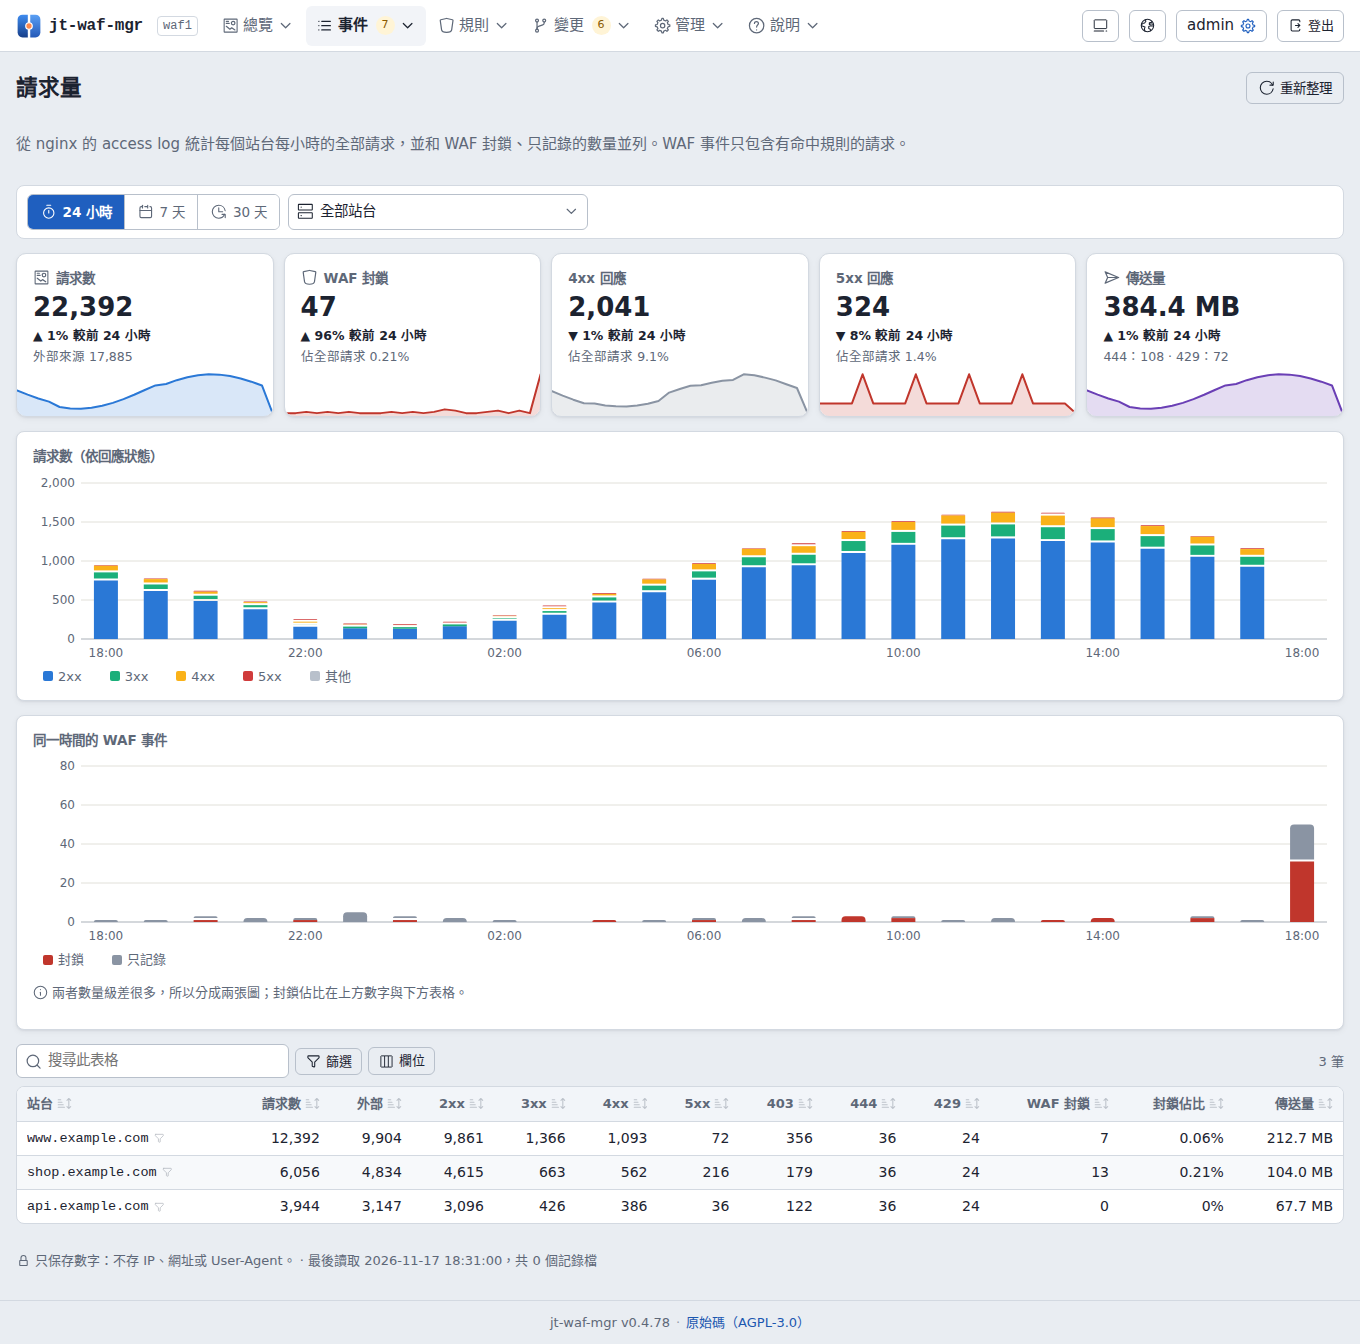 jt-waf-mgr waf1 總覽 事件 7 規則 變更 6 管理 說明 admin 登出
請求量 重新整理
從 nginx 的 access log 統計每個站台每小時的全部請求，並和 WAF 封鎖、只記錄的數量並列。WAF 事件只包含有命中規則的請求。
24 小時 7 天 30 天 全部站台
請求數 WAF 封鎖 4xx 回應 5xx 回應 傳送量
22,392 47 2,041 324 384.4 MB
▲ 1% 較前 24 小時 ▲ 96% 較前 24 小時 ▼ 1% 較前 24 小時 ▼ 8% 較前 24 小時 ▲ 1% 較前 24 小時
外部來源 17,885 佔全部請求 0.21% 佔全部請求 9.1% 佔全部請求 1.4% 444：108 · 429：72
請求數（依回應狀態）
2,000
1,500
1,000
500
0
18:00 22:00 02:00 06:00 10:00 14:00 18:00
2xx 3xx 4xx 5xx 其他
同一時間的 WAF 事件
80
60
40
20
0
18:00 22:00 02:00 06:00 10:00 14:00 18:00
封鎖 只記錄
兩者數量級差很多，所以分成兩張圖；封鎖佔比在上方數字與下方表格。
搜尋此表格 篩選 欄位 3 筆
站台 請求數 外部 2xx 3xx 4xx 5xx 403 444 429 WAF 封鎖 封鎖佔比 傳送量
www.example.com 12,392 9,904 9,861 1,366 1,093 72 356 36 24 7 0.06% 212.7 MB
shop.example.com 6,056 4,834 4,615 663 562 216 179 36 24 13 0.21% 104.0 MB
api.example.com 3,944 3,147 3,096 426 386 36 122 36 24 0 0% 67.7 MB
只保存數字：不存 IP、網址或 User-Agent。 · 最後讀取 2026-11-17 18:31:00，共 0 個記錄檔
jt-waf-mgr v0.4.78 · 原始碼（AGPL-3.0）